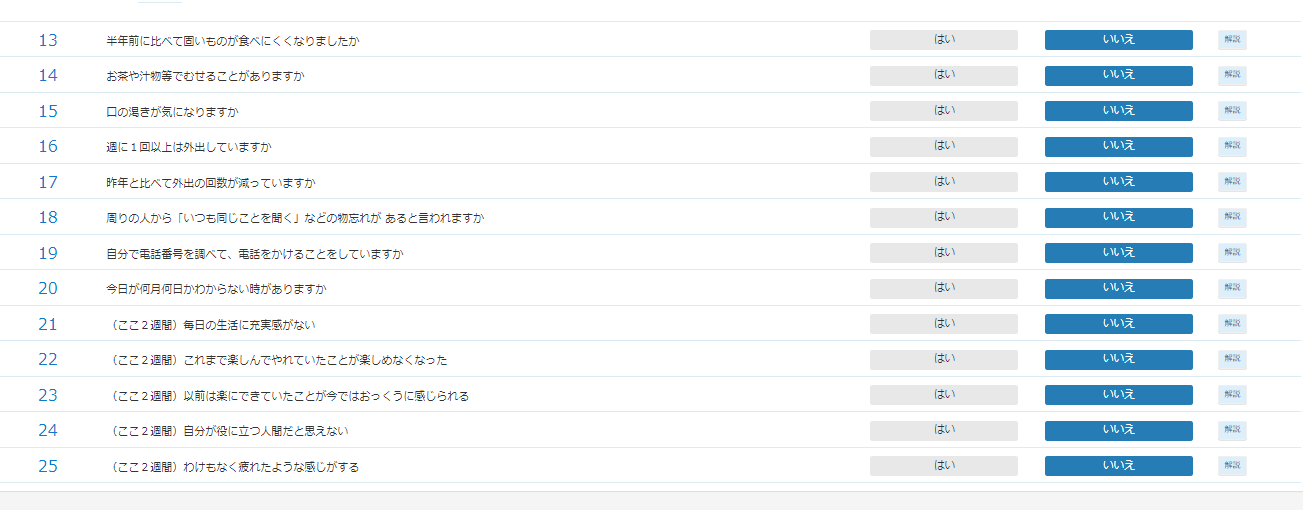 13 半年前に比べて固いものが食べにくくなりましたか はい いいえ 解説
14 お茶や汁物等でむせることがありますか はい いいえ 解説
15 口の渇きが気になりますか はい いいえ 解説
16 週に１回以上は外出していますか はい いいえ 解説
17 昨年と比べて外出の回数が減っていますか はい いいえ 解説
18 周りの人から「いつも同じことを聞く」などの物忘れが あると言われますか はい いいえ 解説
19 自分で電話番号を調べて、電話をかけることをしていますか はい いいえ 解説
20 今日が何月何日かわからない時がありますか はい いいえ 解説
21 （ここ２週間）毎日の生活に充実感がない はい いいえ 解説
22 （ここ２週間）これまで楽しんでやれていたことが楽しめなくなった はい いいえ 解説
23 （ここ２週間）以前は楽にできていたことが今ではおっくうに感じられる はい いいえ 解説
24 （ここ２週間）自分が役に立つ人間だと思えない はい いいえ 解説
25 （ここ２週間）わけもなく疲れたような感じがする はい いいえ 解説